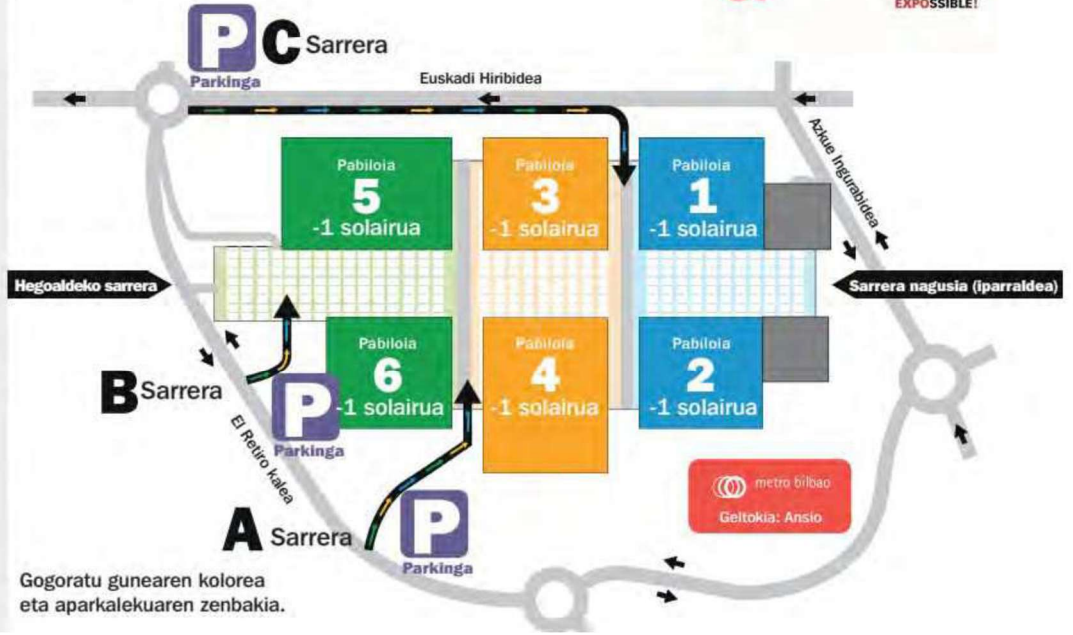 EXPOSSIBLE!
P C Sarrera
Parkinga
Euskadi Hiribidea
Azkue Ingurabidea
Pabiloia
5
-1 solairua
Pabiloia
3
-1 solairua
Pabiloia
1
-1 solairua
Hegoaldeko sarrera
Sarrera nagusia (iparraldea)
Pabiloia
6
-1 solairua
Pabiloia
4
-1 solairua
Pabiloia
2
-1 solairua
B Sarrera
P
Parkinga
El Retiro kalea
metro bilbao
Geltokia: Ansio
A Sarrera
P
Parkinga
Gogoratu gunearen kolorea
eta aparkalekuaren zenbakia.